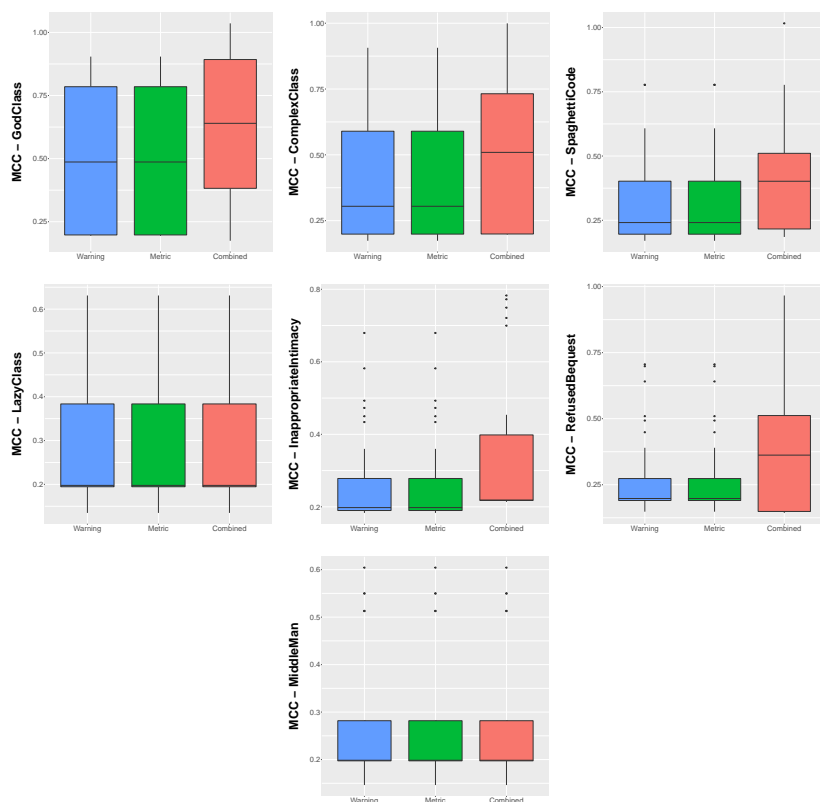 MCC − GodClass
1.00
0.75
0.50
0.25
Warning Metric Combined
MCC − ComplexClass
1.00
0.75
0.50
0.25
Warning Metric Combined
MCC − SpaghettiCode
1.00
0.75
0.50
0.25
Warning Metric Combined
MCC − LazyClass
0.6
0.5
0.4
0.3
0.2
Warning Metric Combined
MCC − InappropriateIntimacy
0.8
0.6
0.4
0.2
Warning Metric Combined
MCC − RefusedBequest
1.00
0.75
0.50
0.25
Warning Metric Combined
MCC − MiddleMan
0.6
0.5
0.4
0.3
0.2
Warning Metric Combined